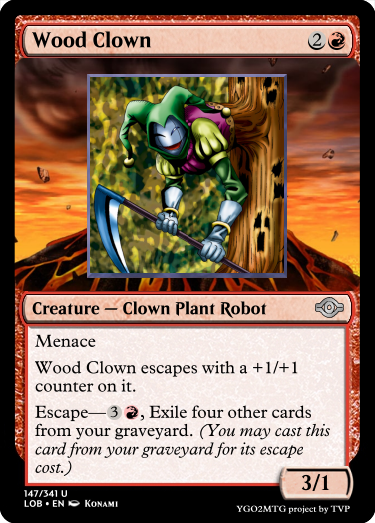 Wood Clown 2
Creature — Clown Plant Robot
Menace
Wood Clown escapes with a +1/+1
counter on it.
Escape—3, Exile four other cards
from your graveyard. (You may cast this
card from your graveyard for its escape
cost.)
3/1
147/341 U
LOB • EN KONAMI
YGO2MTG project by TVP